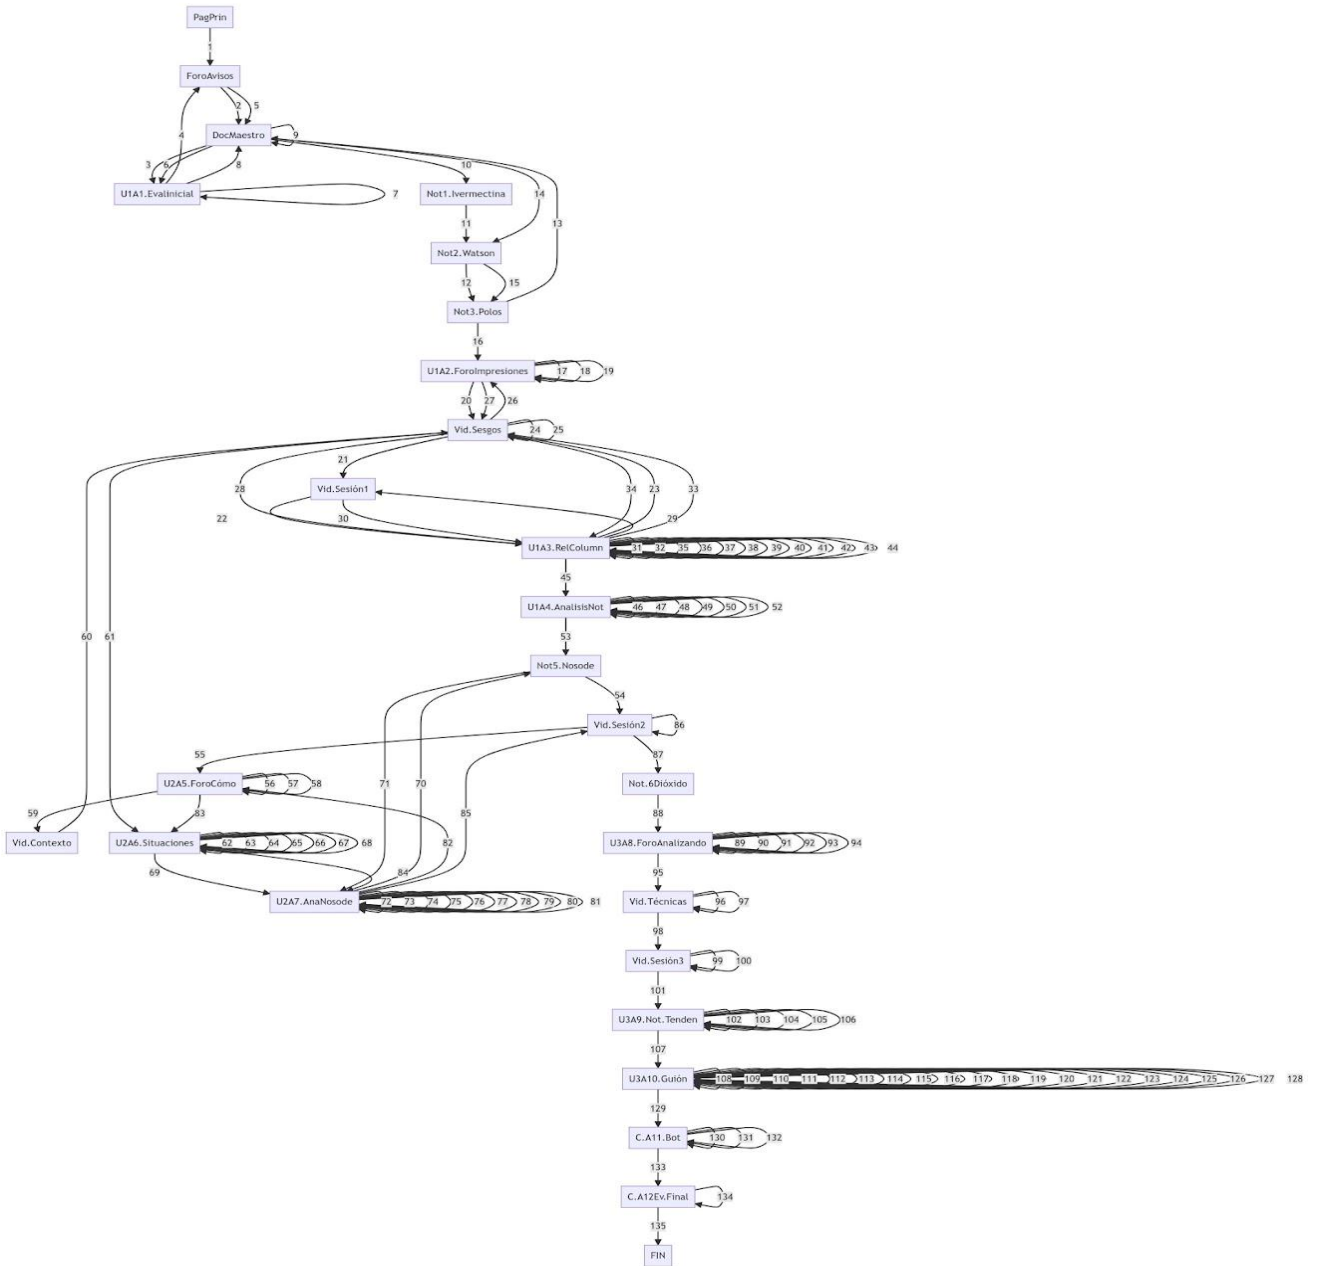 PagPrin
1
ForoAvisos
2 5
DocMaestro 9
4
3 6 8 10
U1A1.EvaIinicial 7 Not1.Ivermectina 14
11 13
Not2.Watson
12 15
Not3.Polos
16
U1A2.ForoImpresiones 17 18 19
20 27 26
Vid.Sesgos 24 25
21
28 Vid.Sesión1 34 23 33
22 30 29
U1A3.RelColumn 31 32 35 36 37 38 39 40 41 42 43 44
45
U1A4.AnalisisNot 46 47 48 49 50 51 52
60 61 53
Not5.Nosode
54
Vid.Sesión2 86
55 87
U2A5.ForoCómo 56 57 58 71 70 Not.6Dióxido
59 83 85 88
Vid.Contexto U2A6.Situaciones 62 63 64 65 66 67 68 82 U3A8.ForoAnalizando 89 90 91 92 93 94
69 84 95
U2A7.AnaNosode 72 73 74 75 76 77 78 79 80 81 Vid.Técnicas 96 97
98
Vid.Sesión3 99 100
101
U3A9.Not.Tenden 102 103 104 105 106
107
U3A10.Guión 108 109 110 111 112 113 114 115 116 117 118 119 120 121 122 123 124 125 126 127 128
129
C.A11.Bot 130 131 132
133
C.A12Ev.Final 134
135
FIN